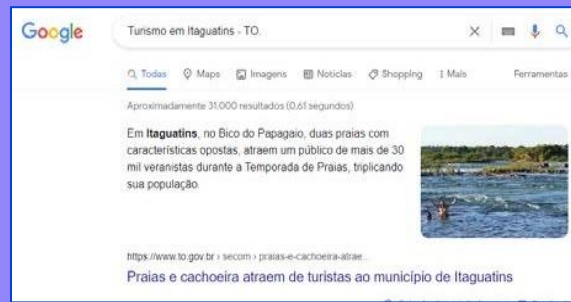 Google
Turismo em Itaguatins - TO.
Todas Maps Imagens Notícias Shopping Mais Ferramentas
Aproximadamente 31.000 resultados (0,61 segundos)
Em Itaguatins, no Bico do Papagaio, duas praias com
características opostas, atraem um público de mais de 30
mil veranistas durante a Temporada de Praias, triplicando
sua população.
https://www.to.gov.br › secom › praias-e-cachoeira-atrae...
Praias e cachoeira atraem de turistas ao município de Itaguatins